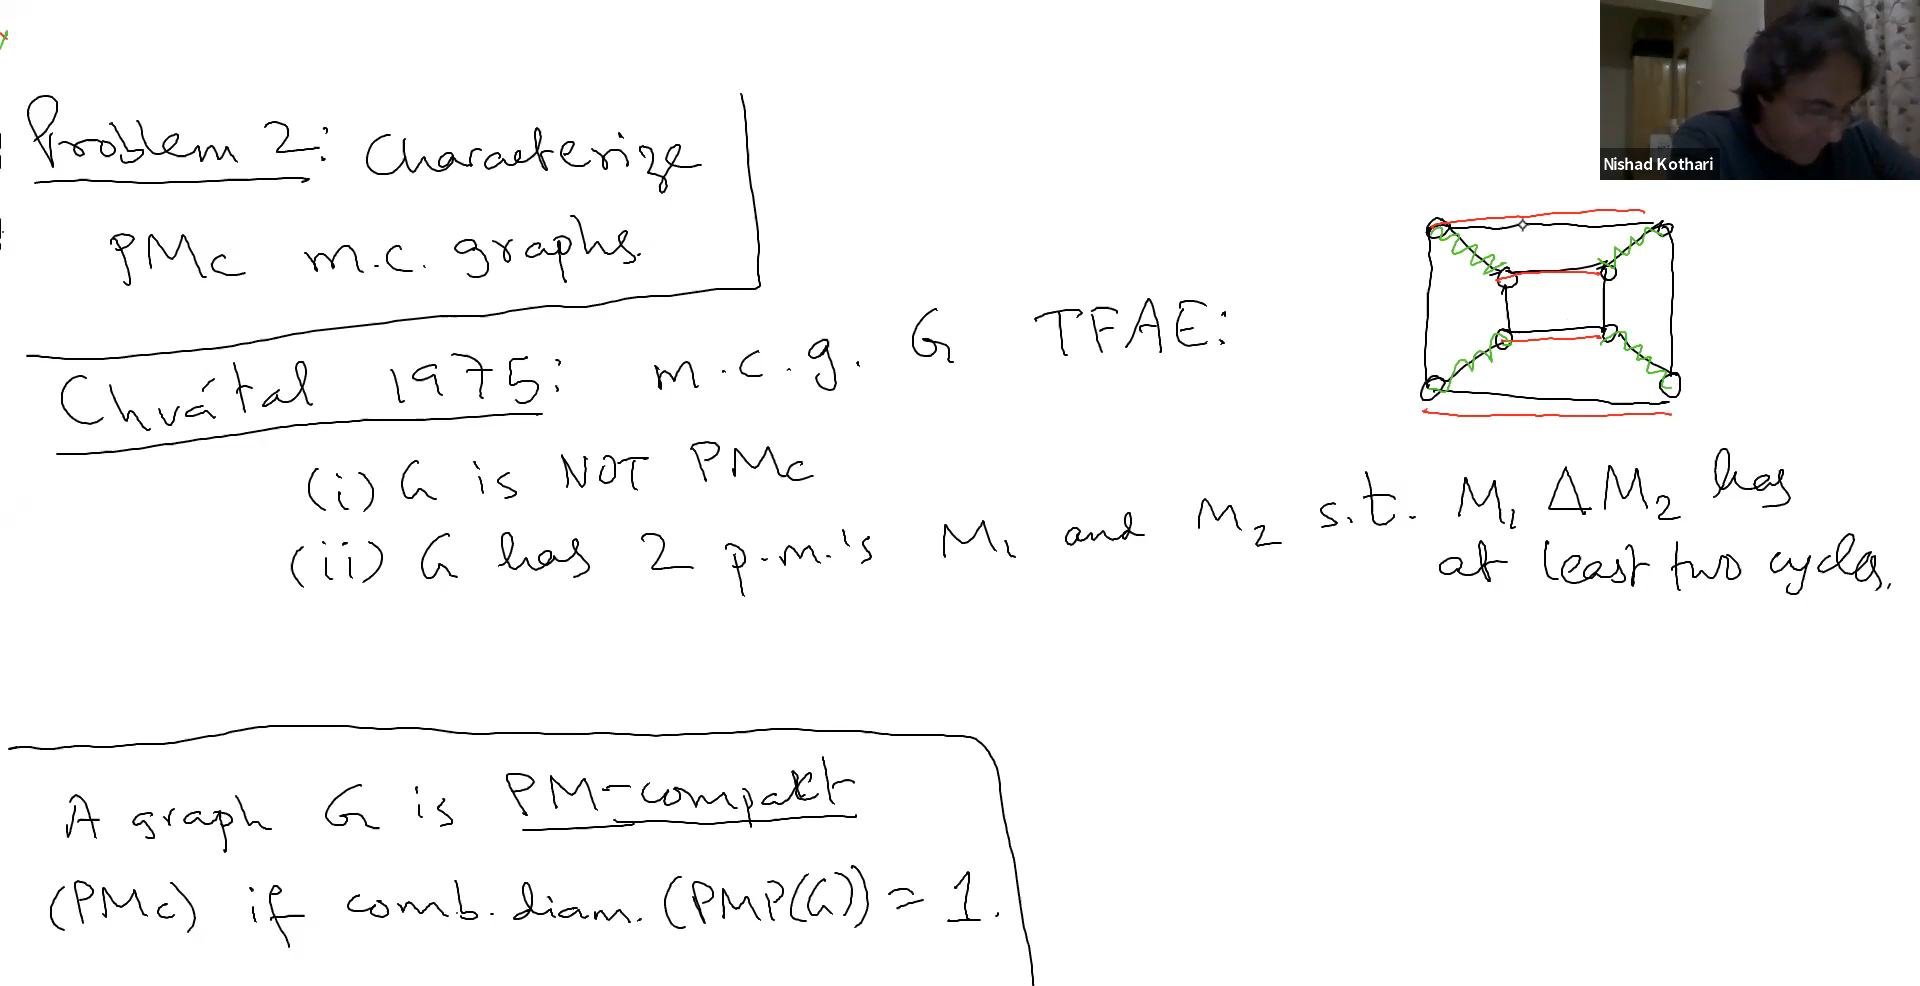 Problem 2: Characterize
PMc m.c. graphs.
Nishad Kothari
Chvátal 1975: m.c.g. G TFAE:
(i) G is NOT PMc
(ii) G has 2 p.m.'s M₁ and M₂ s.t. M₁ Δ M₂ has
at least two cycles.
A graph G is PM-compact
(PMc) if comb. diam. (PMP(G)) = 1.